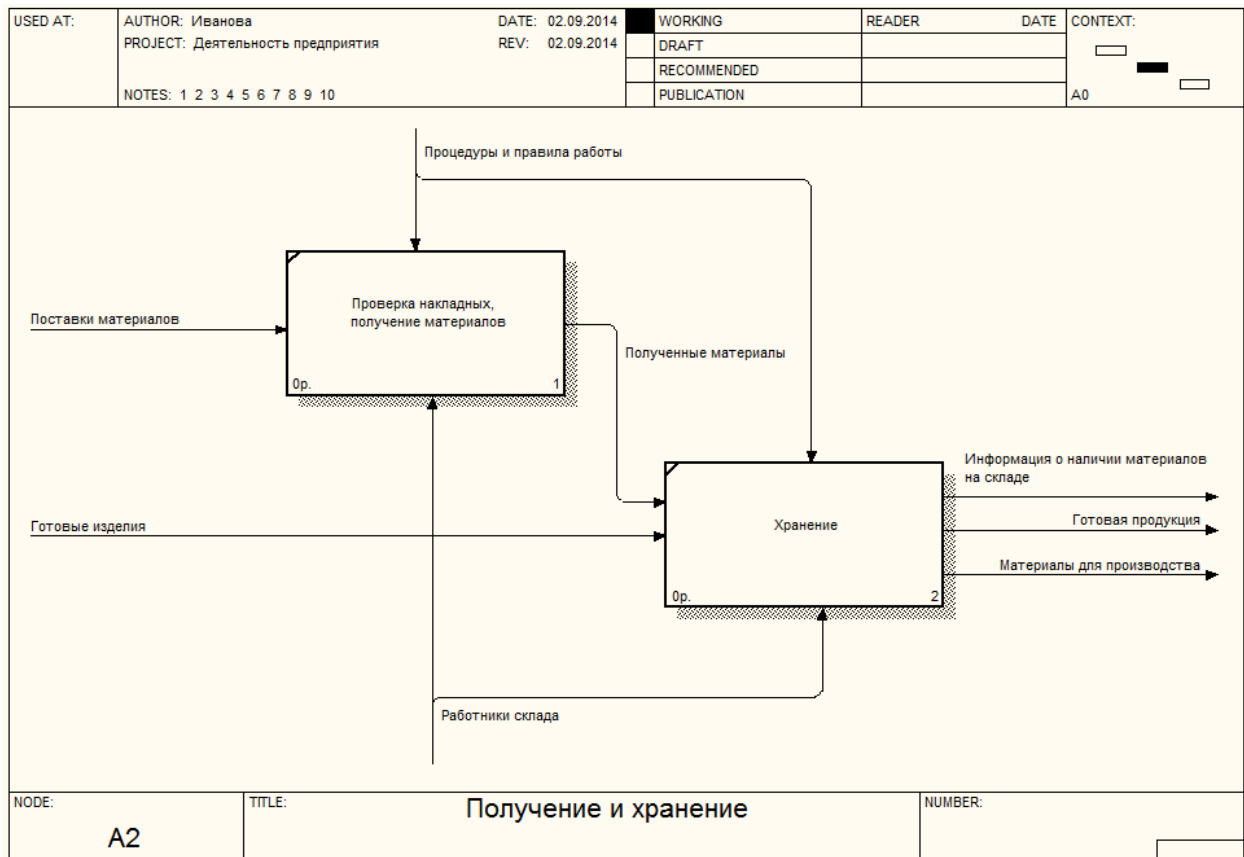 USED AT:
AUTHOR: Иванова
DATE: 02.09.2014
PROJECT: Деятельность предприятия
REV: 02.09.2014
NOTES: 1 2 3 4 5 6 7 8 9 10
WORKING
DRAFT
RECOMMENDED
PUBLICATION
READER
DATE
CONTEXT:
A0
Процедуры и правила работы
Проверка накладных,
получение материалов
0р.
1
Поставки материалов
Полученные материалы
Информация о наличии материалов
на складе
Готовые изделия
Хранение
Готовая продукция
Материалы для производства
0р.
2
Работники склада
NODE:
A2
TITLE:
Получение и хранение
NUMBER: